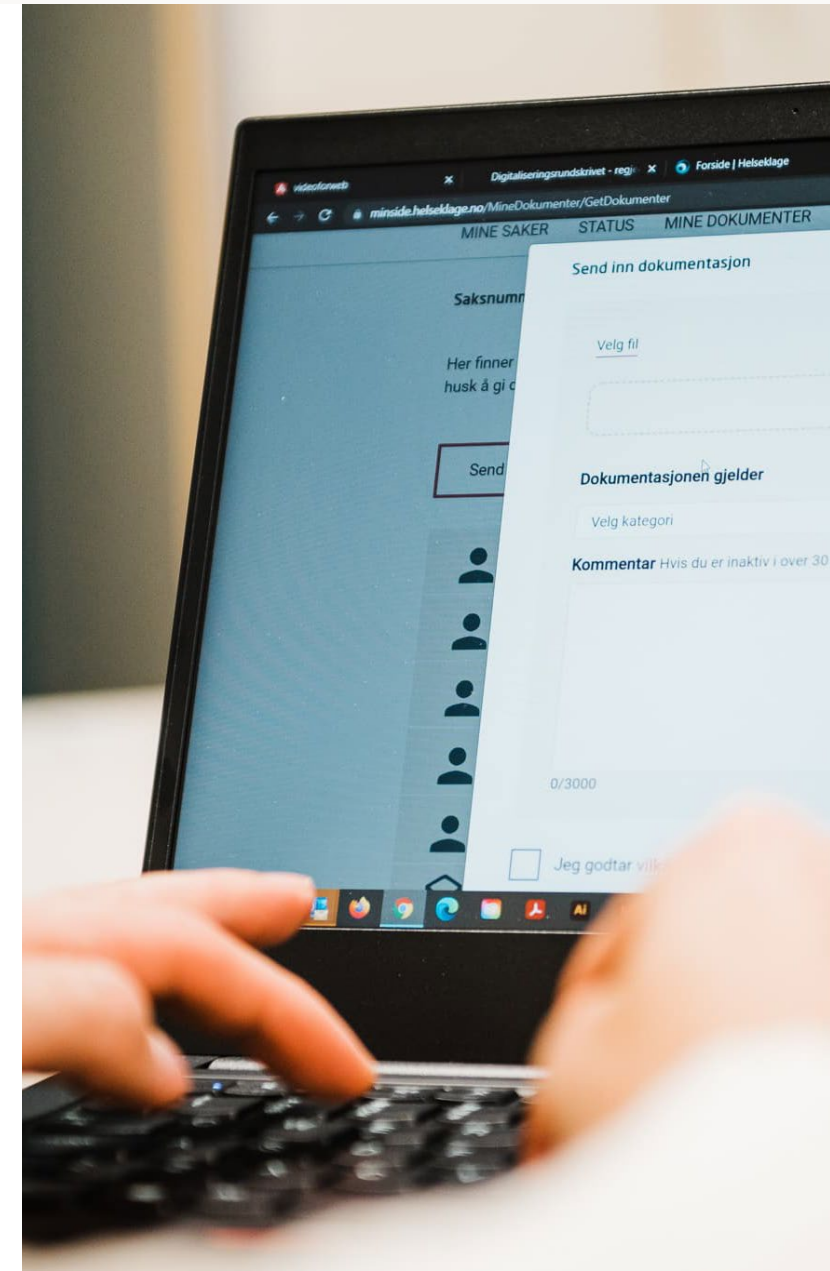 videoforweb
Digitaliseringsrundskrivet - regj
Forside | Helseklage
minside.helseklage.no/MineDokumenter/GetDokumenter
MINE SAKER STATUS MINE DOKUMENTER
Send inn dokumentasjon
Saksnumr
Velg fil
Her finner
husk å gi
Send
Dokumentasjonen gjelder
Velg kategori
Kommentar Hvis du er inaktiv i over 30
0/3000
Jeg godtar
Ai